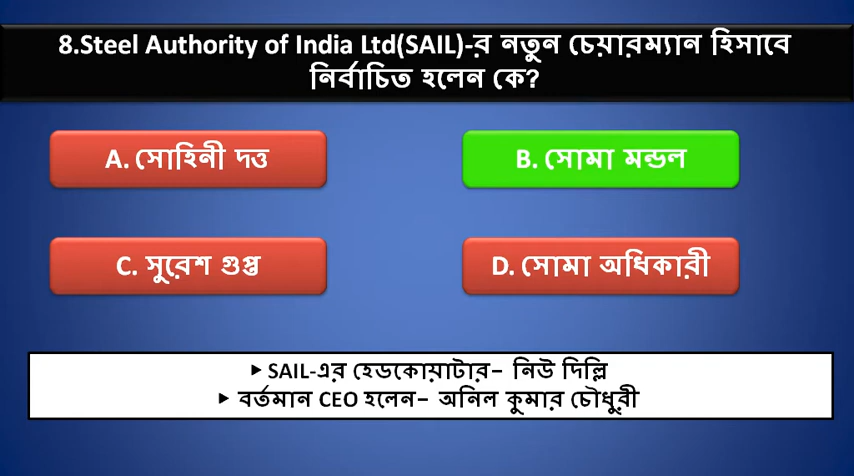 8.Steel Authority of India Ltd(SAIL)-র নতুন চেয়ারম্যান হিসাবে
নির্বাচিত হলেন কে?
A. সোহিনী দত্ত
B. সোমা মন্ডল
C. সুরেশ গুপ্ত
D. সোমা অধিকারী
▶ SAIL-এর হেডকোয়াটার– নিউ দিল্লি
▶ বর্তমান CEO হলেন– অনিল কুমার চৌধুরী